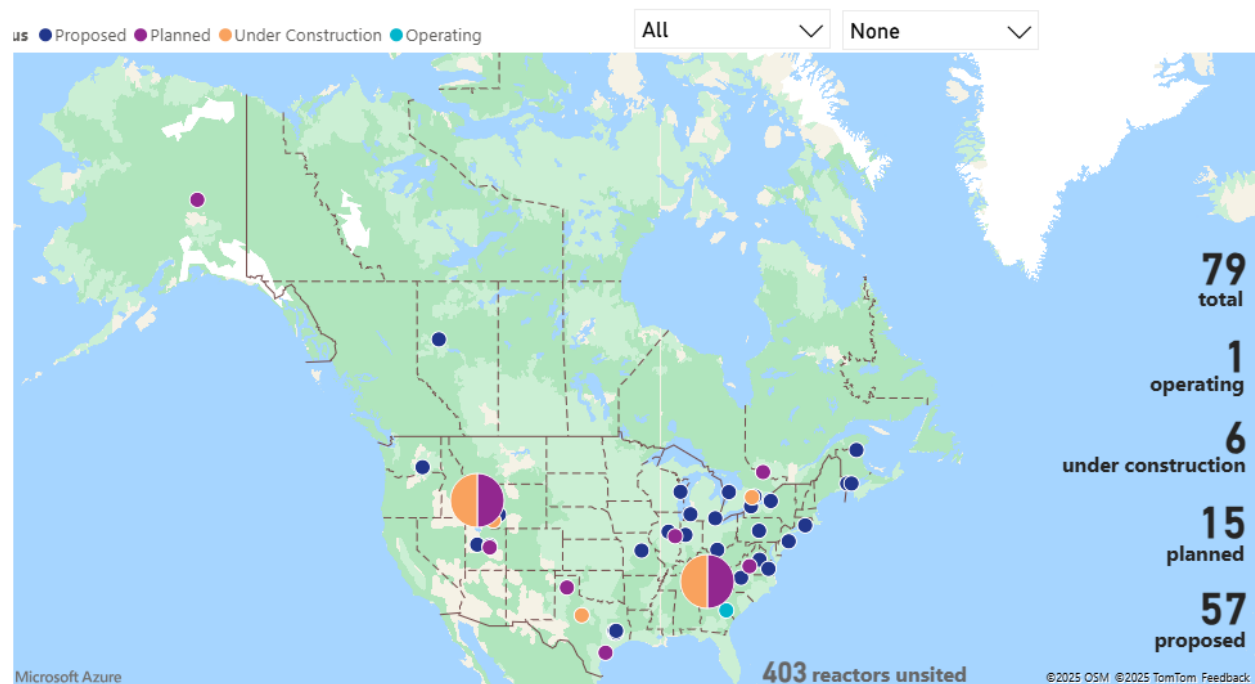 us Proposed Planned Under Construction Operating
All
None
79
total
1
operating
6
under construction
15
planned
57
proposed
403 reactors unsited
Microsoft Azure
©2025 OSM ©2025 TomTom Feedback